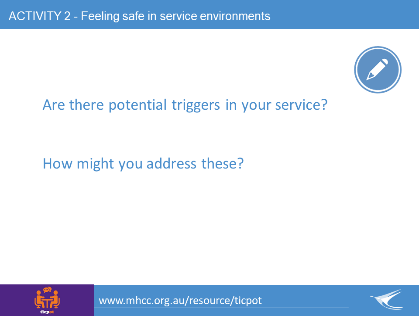 ACTIVITY 2 - Feeling safe in service environments
Are there potential triggers in your service?
How might you address these?
www.mhcc.org.au/resource/ticpot